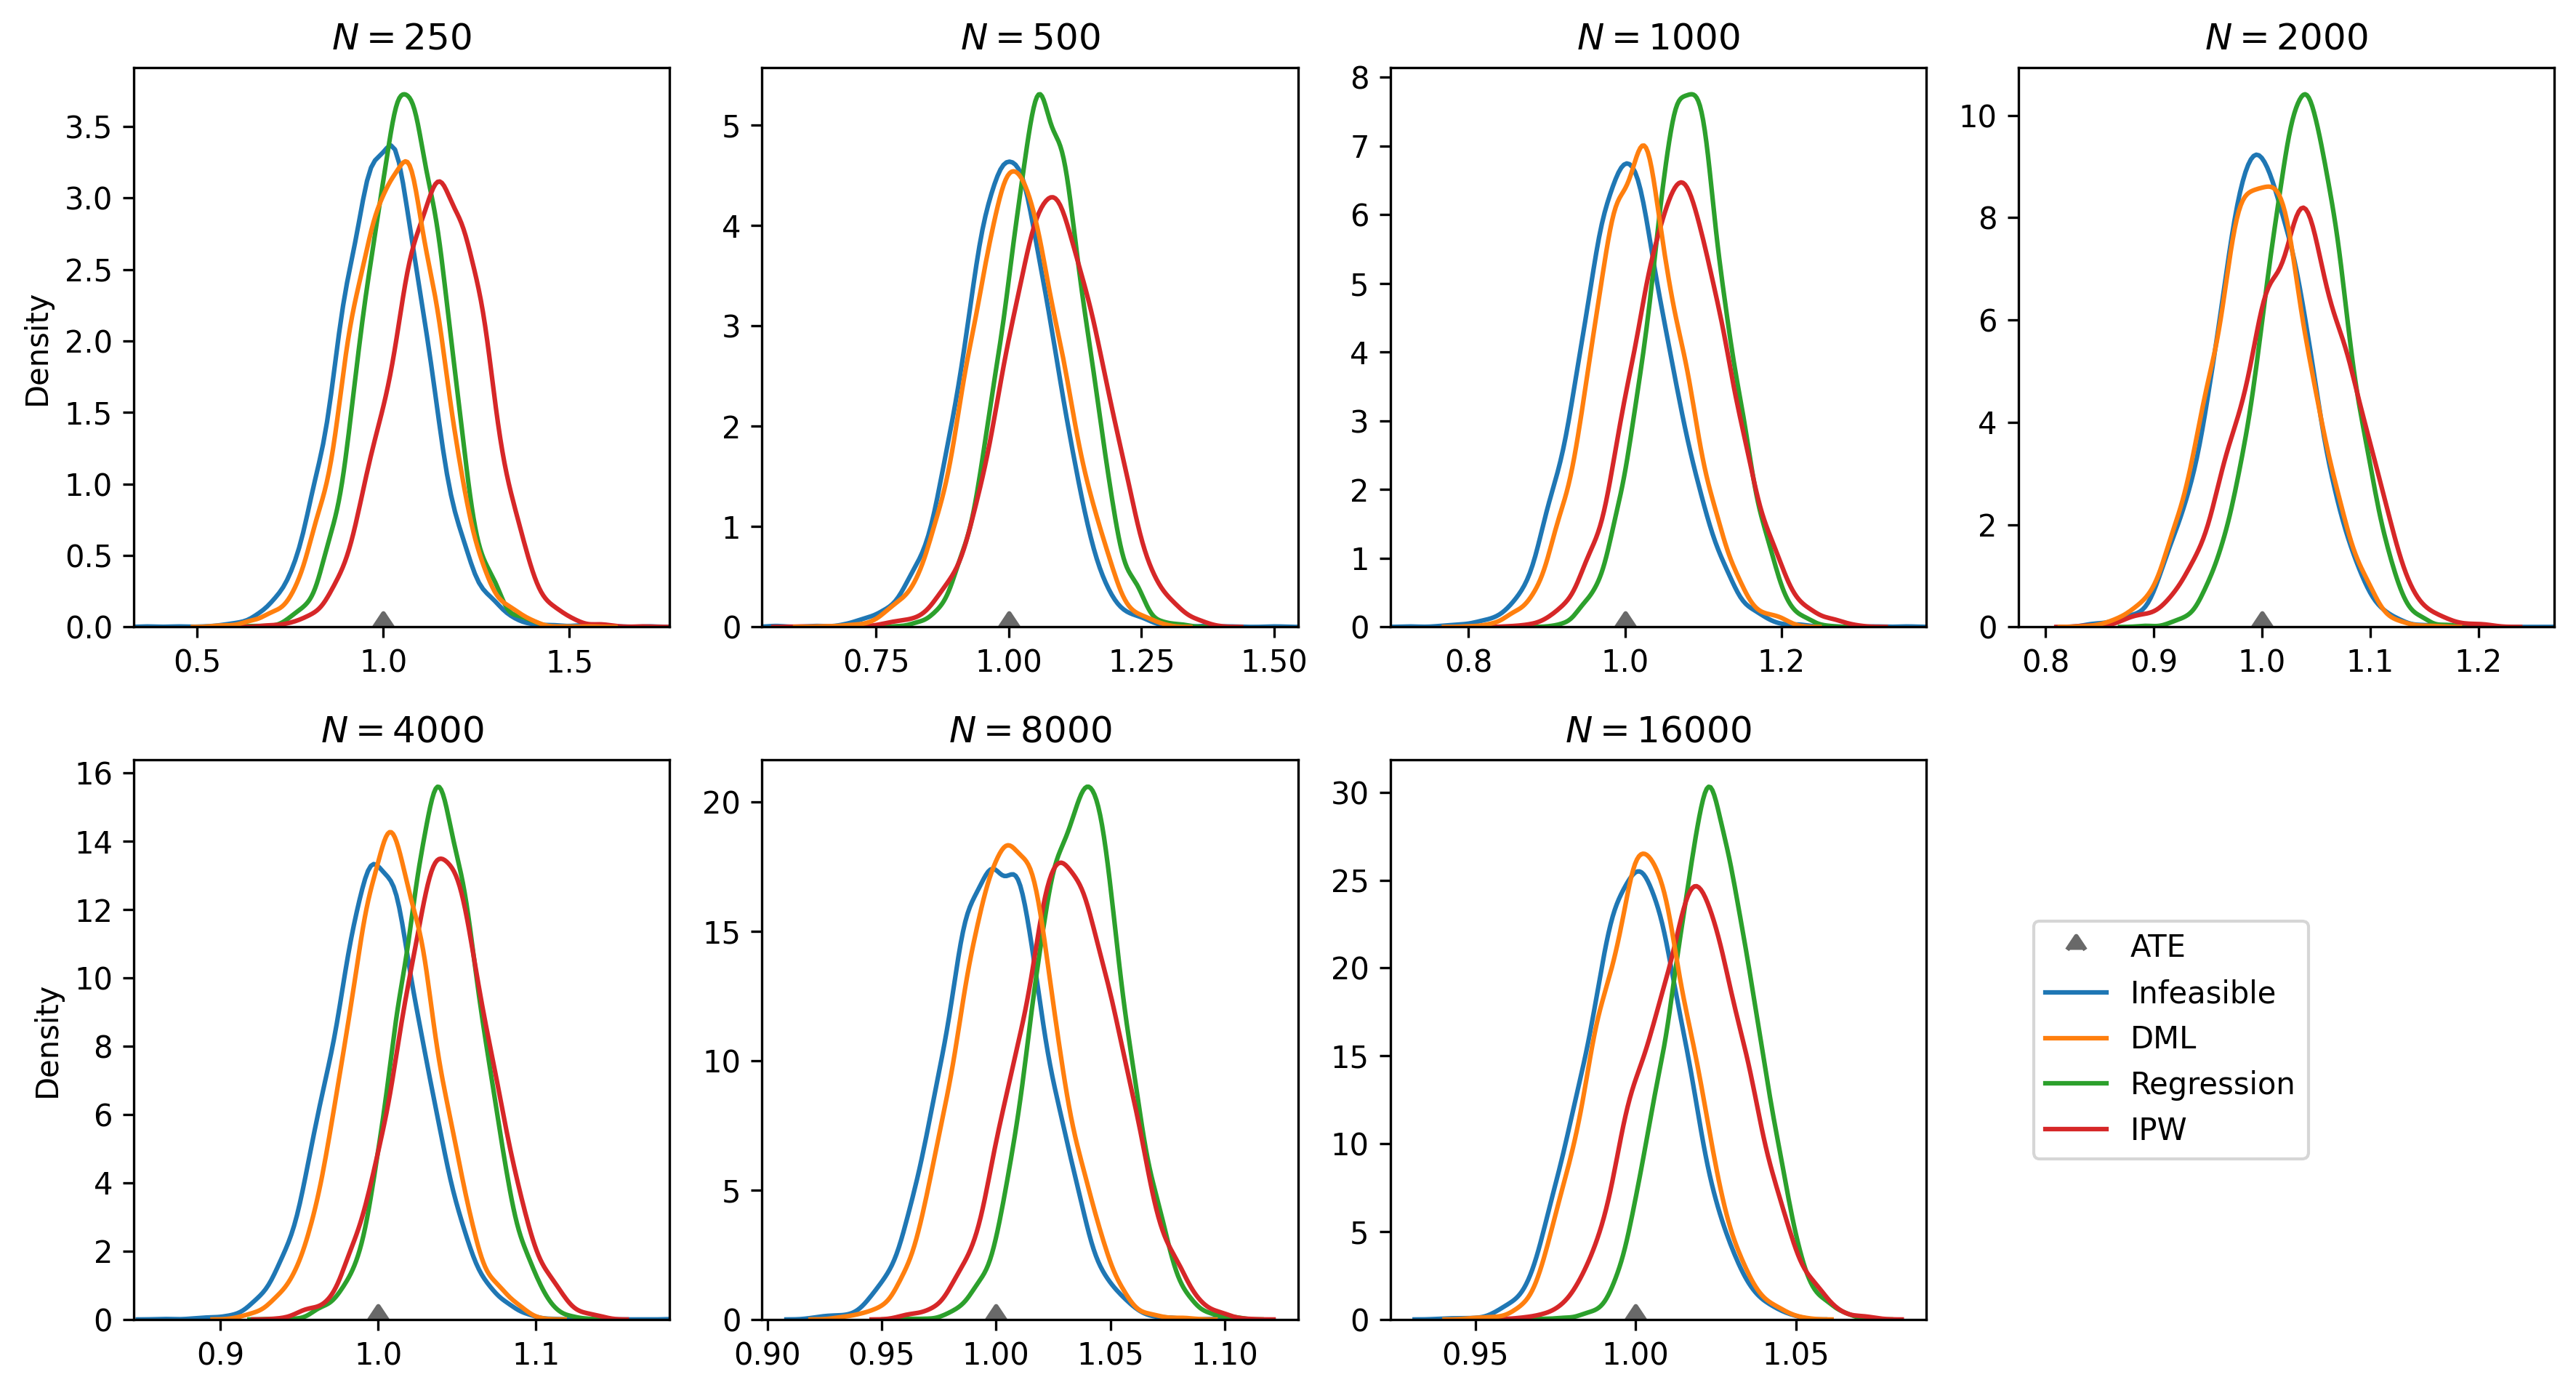 N = 250
N = 500
N = 1000
N = 2000
Density
3.5
3.0
2.5
2.0
1.5
1.0
0.5
0.0
0.5 1.0 1.5
5
4
3
2
1
0
0.75 1.00 1.25 1.50
8
7
6
5
4
3
2
1
0
0.8 1.0 1.2
10
8
6
4
2
0
0.8 0.9 1.0 1.1 1.2
N = 4000
N = 8000
N = 16000
Density
16
14
12
10
8
6
4
2
0
0.9 1.0 1.1
20
15
10
5
0
0.90 0.95 1.00 1.05 1.10
30
25
20
15
10
5
0
0.95 1.00 1.05
ATE
Infeasible
DML
Regression
IPW